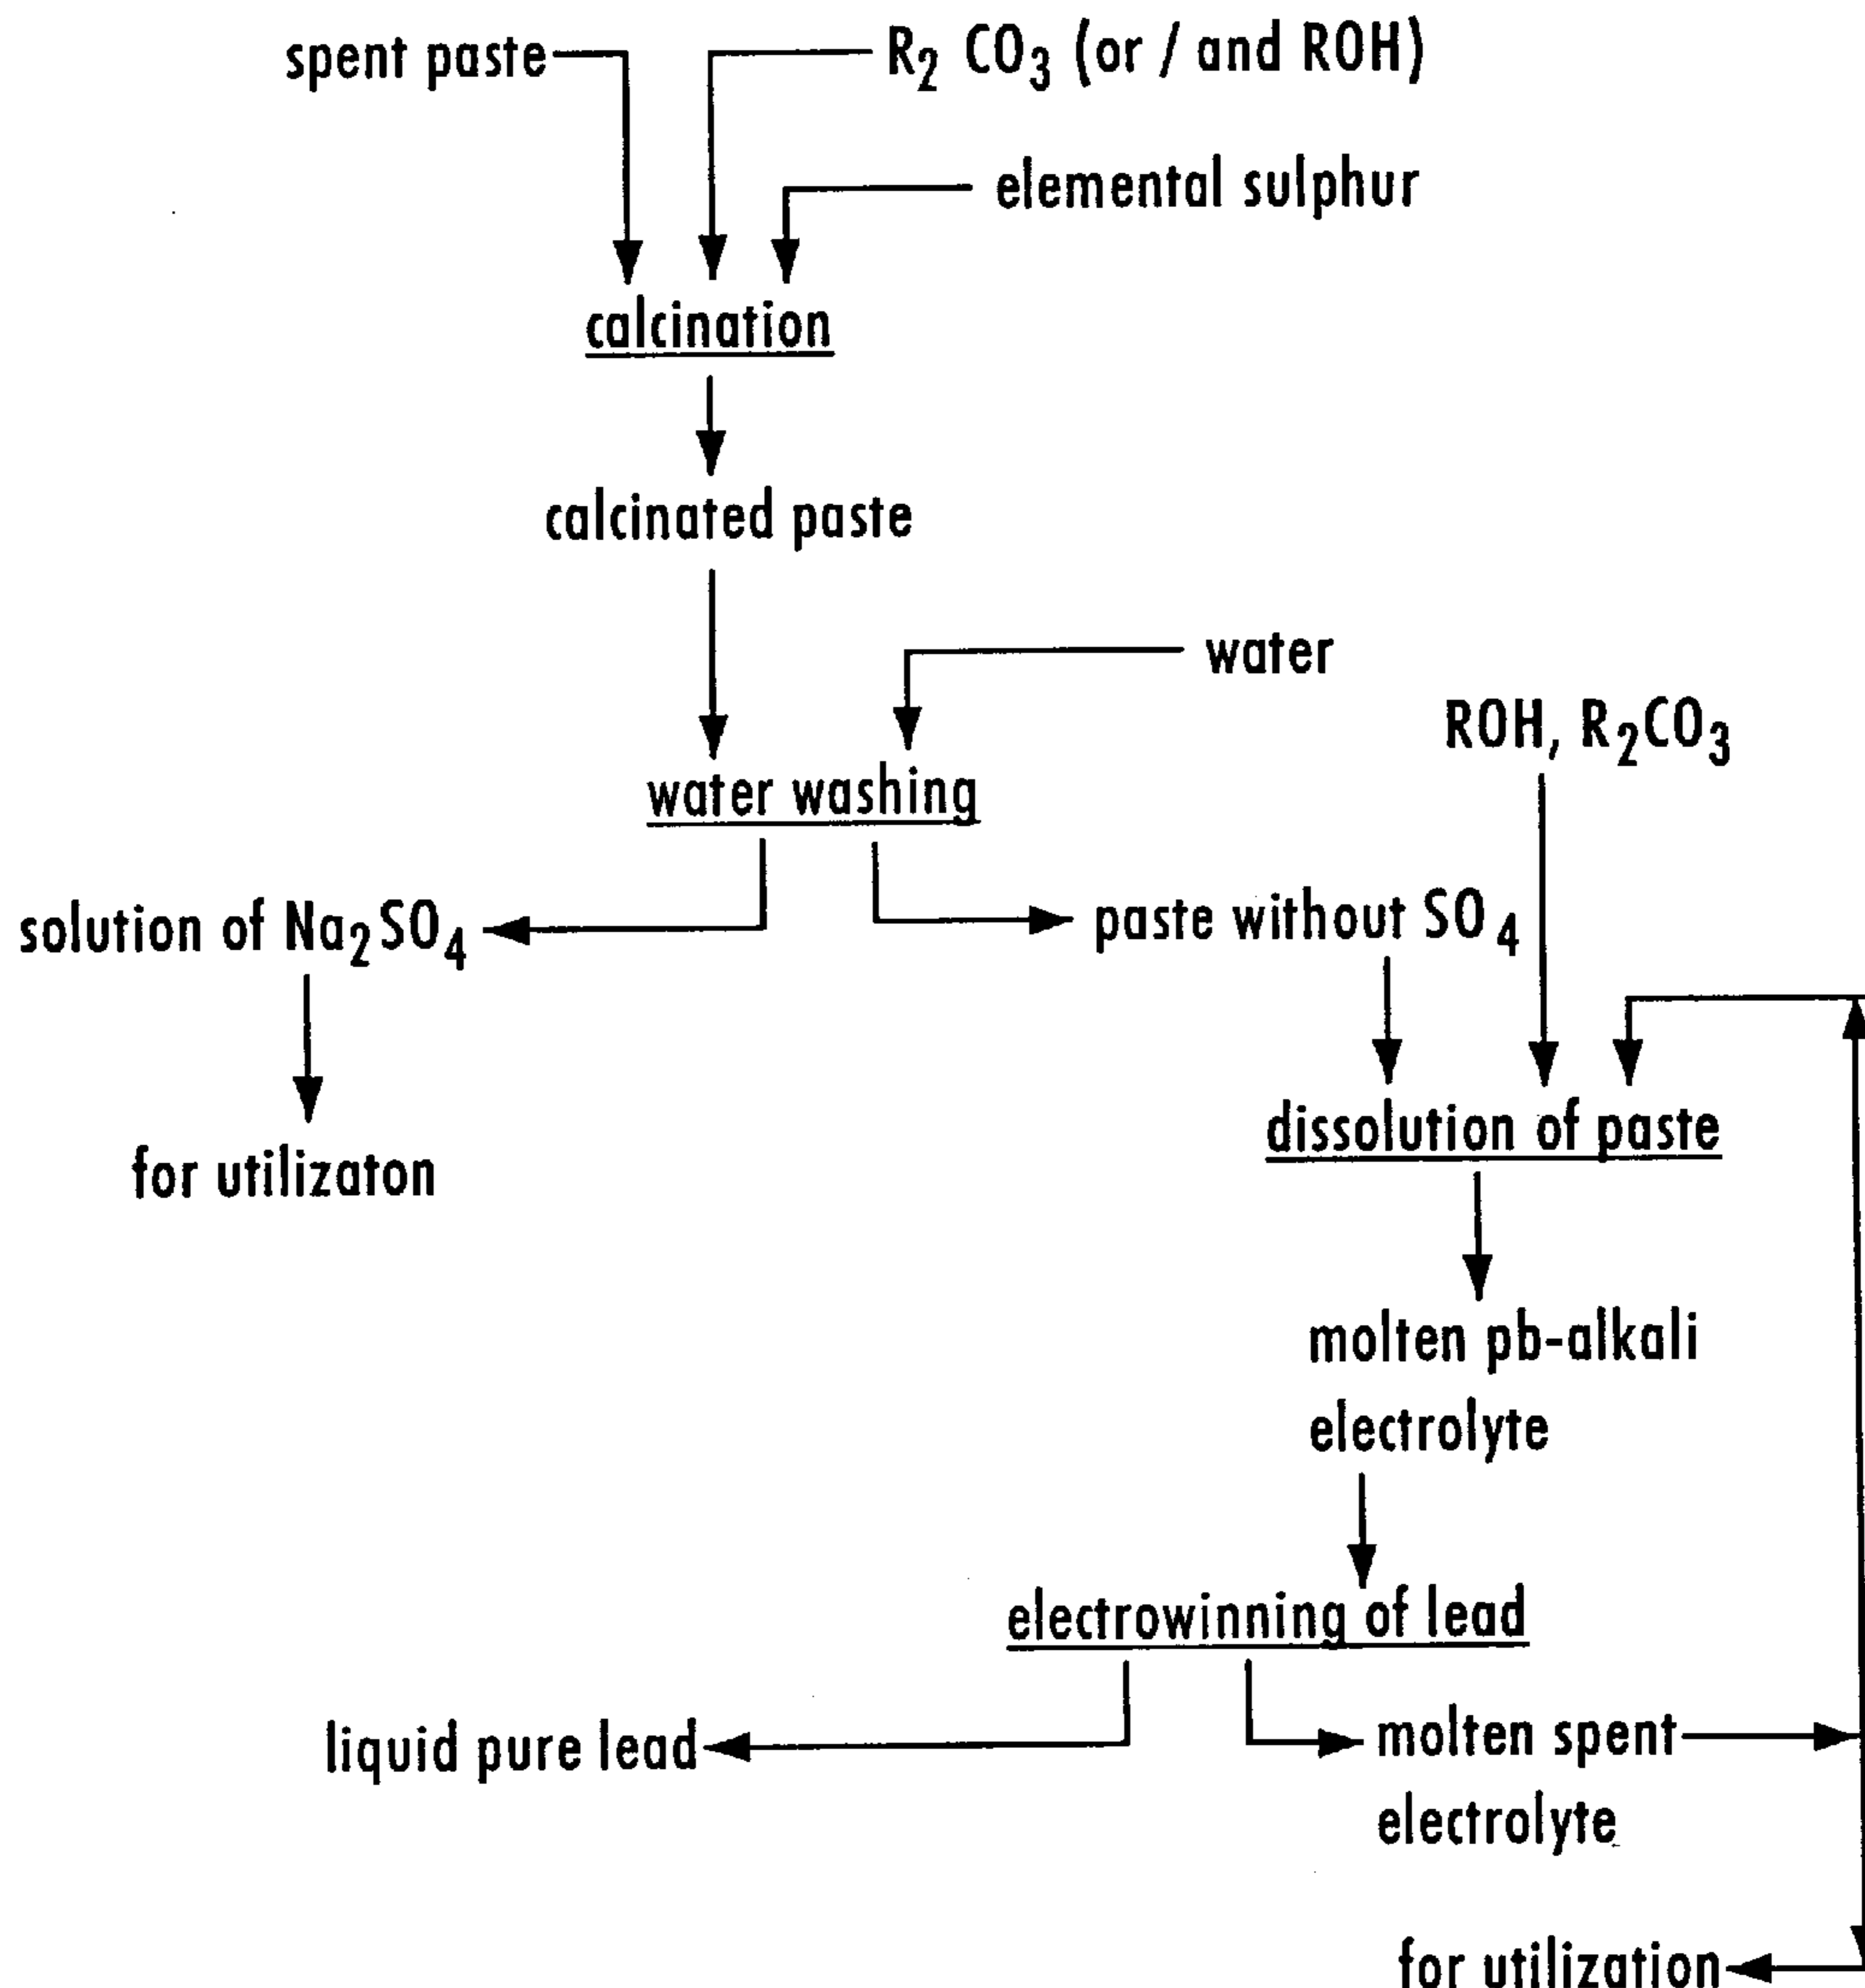 spent paste
R2 CO3 (or / and ROH)
elemental sulphur
calcination
calcinated paste
water
ROH, R2CO3
water washing
solution of Na2SO4
paste without SO4
dissolution of paste
for utilizaton
molten pb-alkali
electrolyte
electrowinning of lead
liquid pure lead
molten spent
electrolyte
for utilization